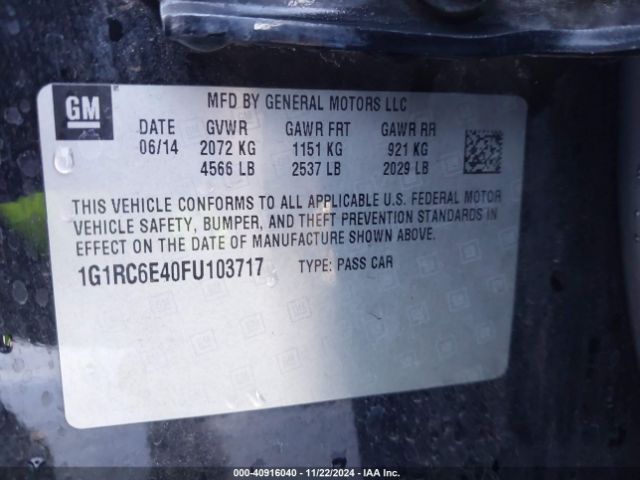 GM
MFD BY GENERAL MOTORS LLC
DATE GVWR GAWR FRT GAWR RR
06/14 2072 KG 1151 KG 921 KG
4566 LB 2537 LB 2029 LB
THIS VEHICLE CONFORMS TO ALL APPLICABLE U.S. FEDERAL MOTOR
VEHICLE SAFETY, BUMPER, AND THEFT PREVENTION STANDARDS IN
EFFECT ON THE DATE OF MANUFACTURE SHOWN ABOVE.
1G1RC6E40FU103717 TYPE: PASS CAR
000-40916040 - 11/22/2024 - IAA Inc.